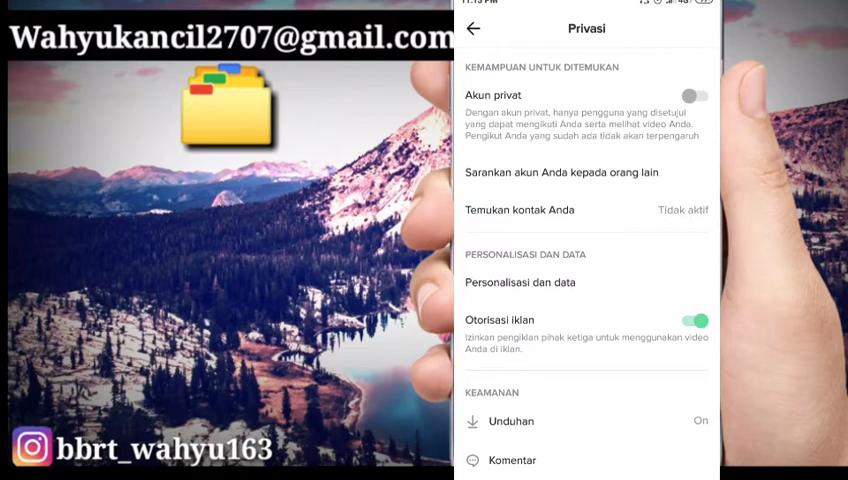 Wahyukancil2707@gmail.com
Privasi
KEMAMPUAN UNTUK DITEMUKAN
Akun privat
Dengan akun privat, hanya pengguna yang disetujui
yang dapat mengikuti Anda serta melihat video Anda.
Pengikut Anda yang sudah ada tidak akan terpengaruh
Sarankan akun Anda kepada orang lain
Temukan kontak Anda Tidak aktif
PERSONALISASI DAN DATA
Personalisasi dan data
Otorisasi iklan
Izinkan pengiklan pihak ketiga untuk menggunakan video
Anda di iklan.
KEAMANAN
Unduhan On
Komentar
bbrt_wahyu163